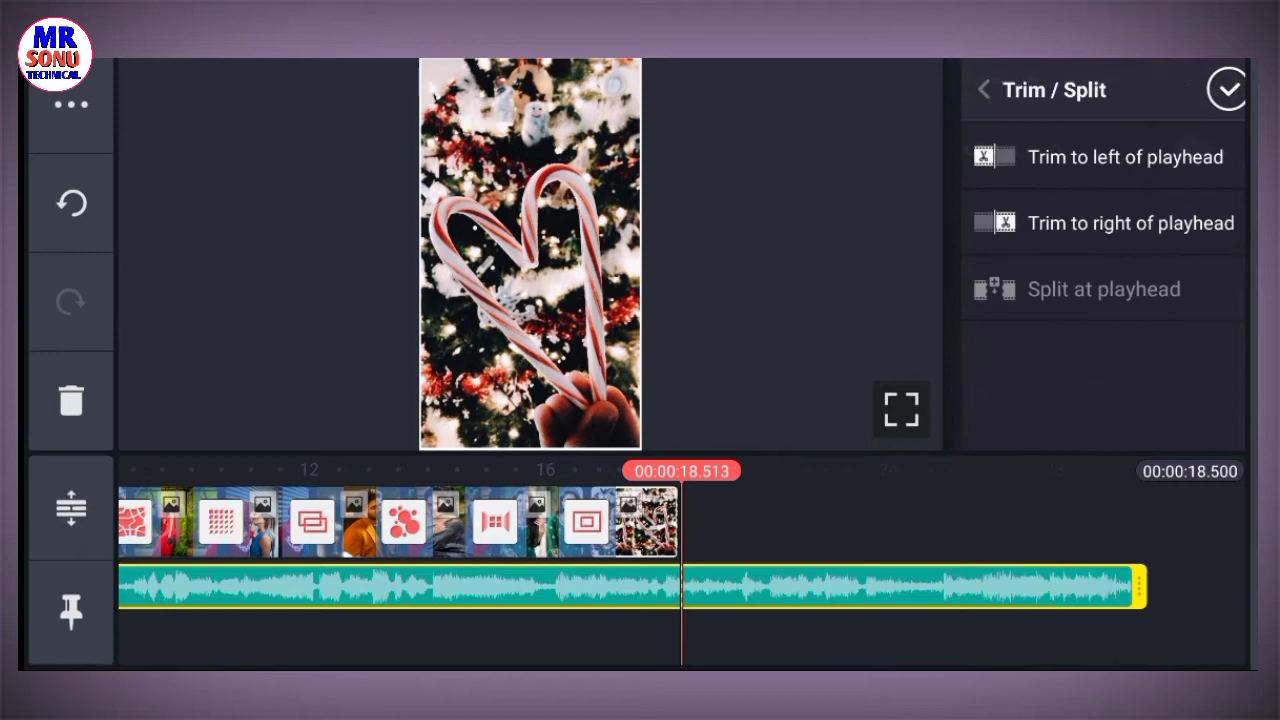 MR
SONU
TECHNICAL
Trim / Split
Trim to left of playhead
Trim to right of playhead
Split at playhead
12
16
00:00:18.513
00:00:18.500